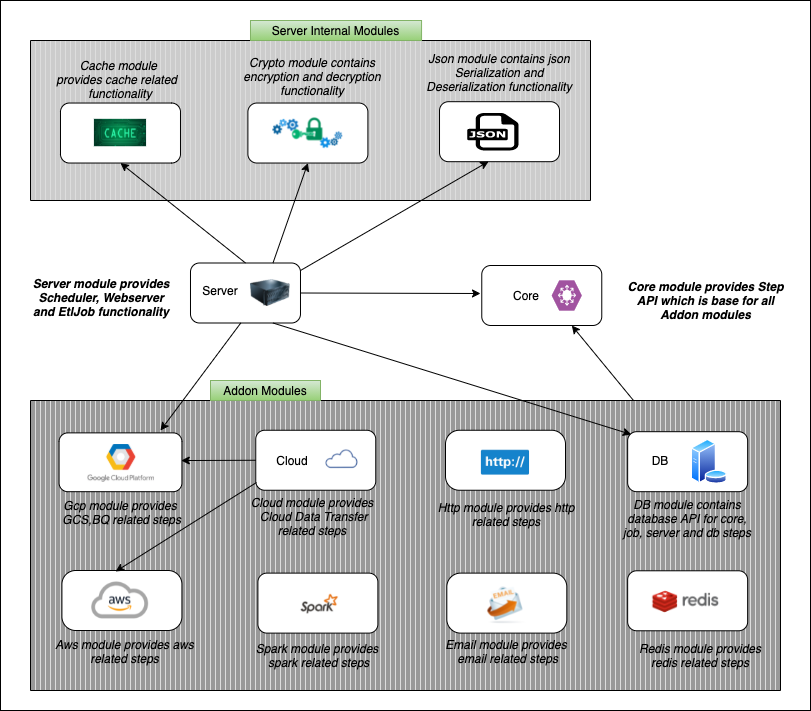 Server Internal Modules
Cache module
provides cache related
functionality
Crypto module contains
encryption and decryption
functionality
Json module contains json
Serialization and
Deserialization functionality
CACHE
JSON
Server module provides
Scheduler, Webserver
and EtlJob functionality
Server
Core
Core module provides Step
API which is base for all
Addon modules
Addon Modules
Google Cloud Platform
Cloud
http://
DB
Gcp module provides
GCS,BQ related steps
Cloud module provides
Cloud Data Transfer
related steps
Http module provides http
related steps
DB module contains
database API for core,
job, server and db steps
aws
Spark
EMAIL
redis
Aws module provides aws
related steps
Spark module provides
spark related steps
Email module provides
email related steps
Redis module provides
redis related steps